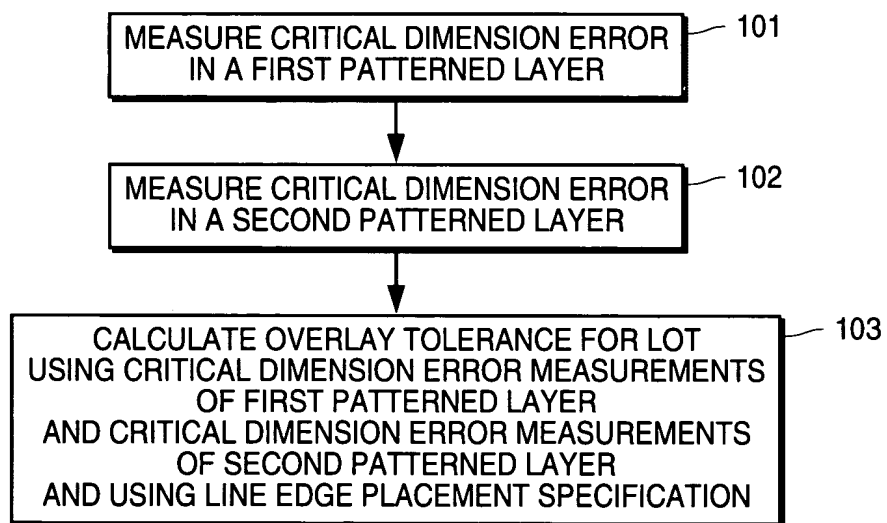 MEASURE CRITICAL DIMENSION ERROR
IN A FIRST PATTERNED LAYER
101
MEASURE CRITICAL DIMENSION ERROR
IN A SECOND PATTERNED LAYER
102
CALCULATE OVERLAY TOLERANCE FOR LOT
USING CRITICAL DIMENSION ERROR MEASUREMENTS
OF FIRST PATTERNED LAYER
AND CRITICAL DIMENSION ERROR MEASUREMENTS
OF SECOND PATTERNED LAYER
AND USING LINE EDGE PLACEMENT SPECIFICATION
103